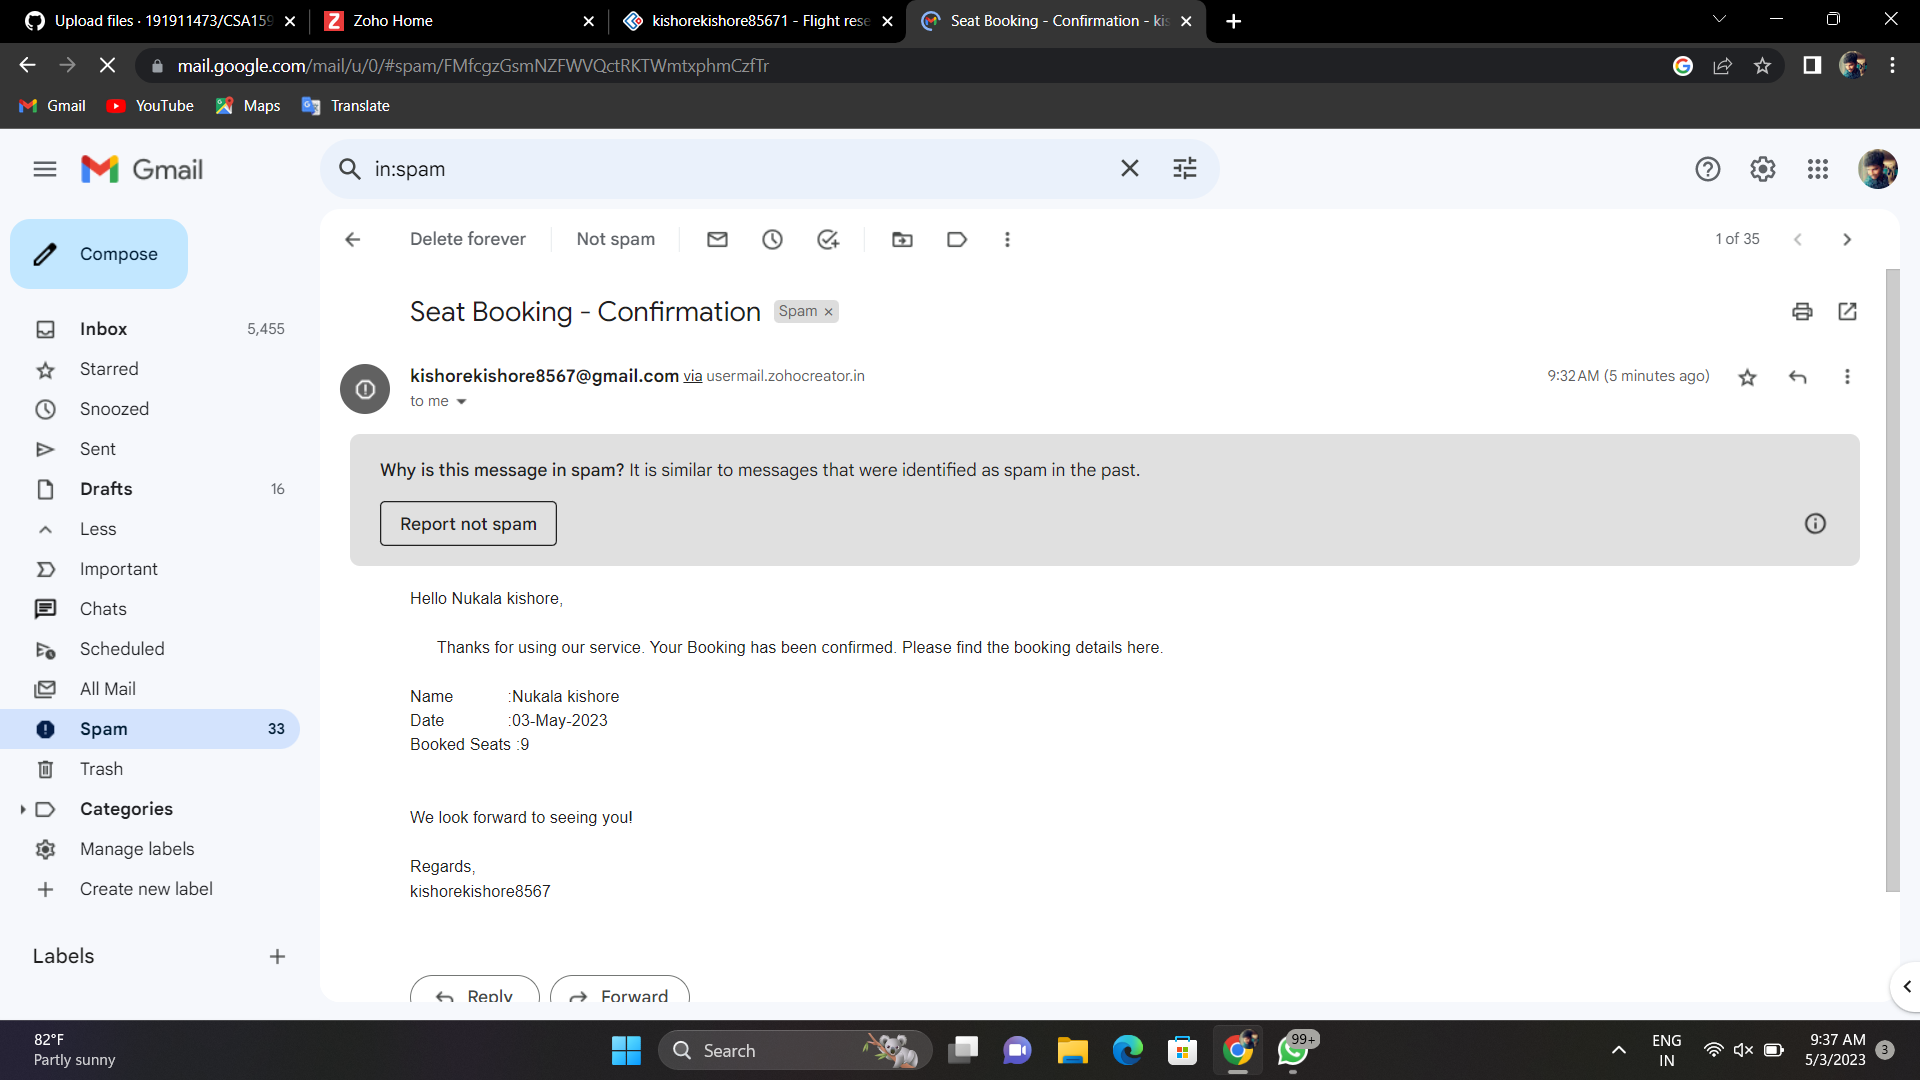 Upload files · 191911473/CSA159
Zoho Home
kishorekishore85671 - Flight rese
Seat Booking - Confirmation - kis
mail.google.com/mail/u/0/#spam/FMfcgzGsmNZFWVQctRKTWmtxphmCzfTr
Gmail
YouTube
Maps
Translate
Gmail
in:spam
Compose
Delete forever
Not spam
1 of 35
Seat Booking - Confirmation
Spam ×
Inbox 5,455
Starred
Snoozed
Sent
Drafts 16
Less
Important
Chats
Scheduled
All Mail
Spam 33
Trash
Categories
Manage labels
Create new label
Labels
kishorekishore8567@gmail.com via usermail.zohocreator.in
9:32 AM (5 minutes ago)
to me
Why is this message in spam? It is similar to messages that were identified as spam in the past.
Report not spam
Hello Nukala kishore,
Thanks for using our service. Your Booking has been confirmed. Please find the booking details here.
Name :Nukala kishore
Date :03-May-2023
Booked Seats :9
We look forward to seeing you!
Regards,
kishorekishore8567
Reply
Forward
82°F
Partly sunny
Search
99+
ENG
IN
9:37 AM
5/3/2023
3